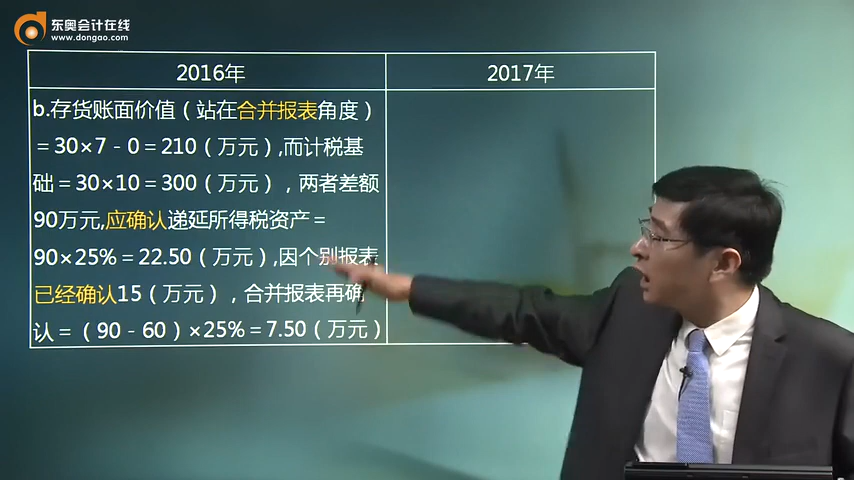 东奥会计在线
www.dongao.com
2016年
2017年
b.存货账面价值（站在合并报表角度）
＝30×7－0＝210（万元）,而计税基
础＝30×10＝300（万元），两者差额
90万元,应确认递延所得税资产＝
90×25%＝22.50（万元）,因个别报表
已经确认15（万元），合并报表再确
认＝（90－60）×25%＝7.50（万元）